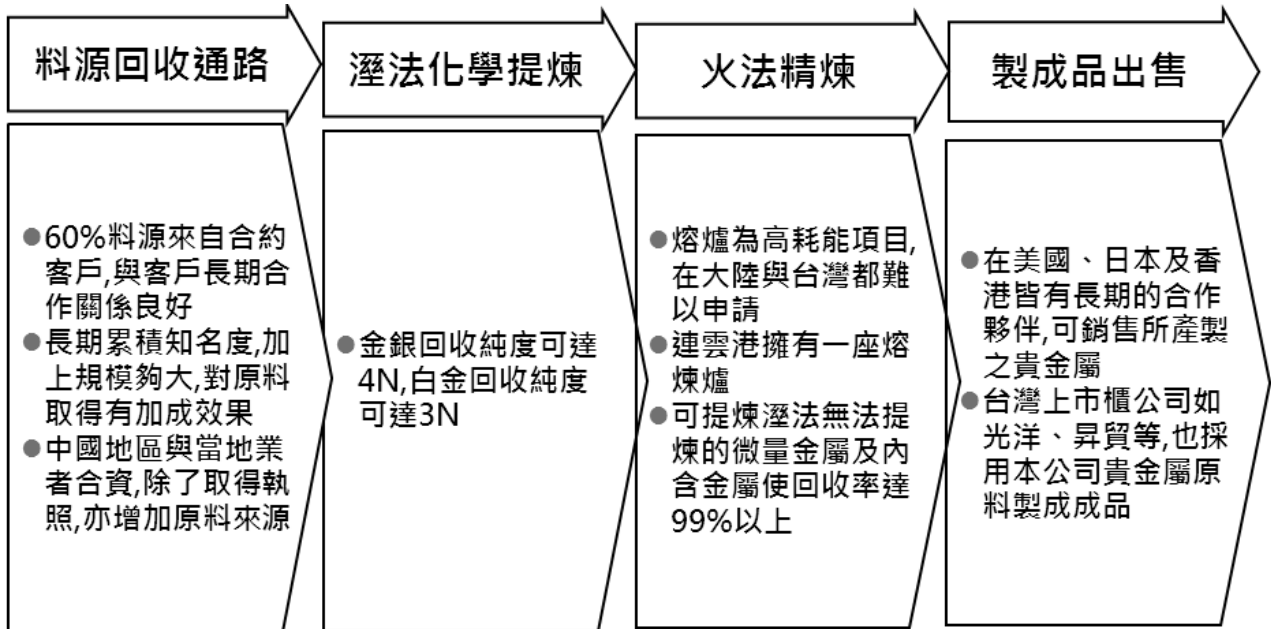 料源回收通路
溼法化學提煉
火法精煉
製成品出售
●60%料源來自合約
客戶,與客戶長期合
作關係良好
●長期累積知名度,加
上規模夠大,對原料
取得有加成效果
●中國地區與當地業
者合資,除了取得執
照,亦增加原料來源
●金銀回收純度可達
4N,白金回收純度
可達3N
●熔爐為高耗能項目,
在大陸與台灣都難
以申請
●連雲港擁有一座熔
煉爐
●可提煉溼法無法提
煉的微量金屬及內
含金屬使回收率達
99%以上
●在美國、日本及香
港皆有長期的合作
夥伴,可銷售所產製
之貴金屬
●台灣上市櫃公司如
光洋、昇貿等,也採
用本公司貴金屬原
料製成成品